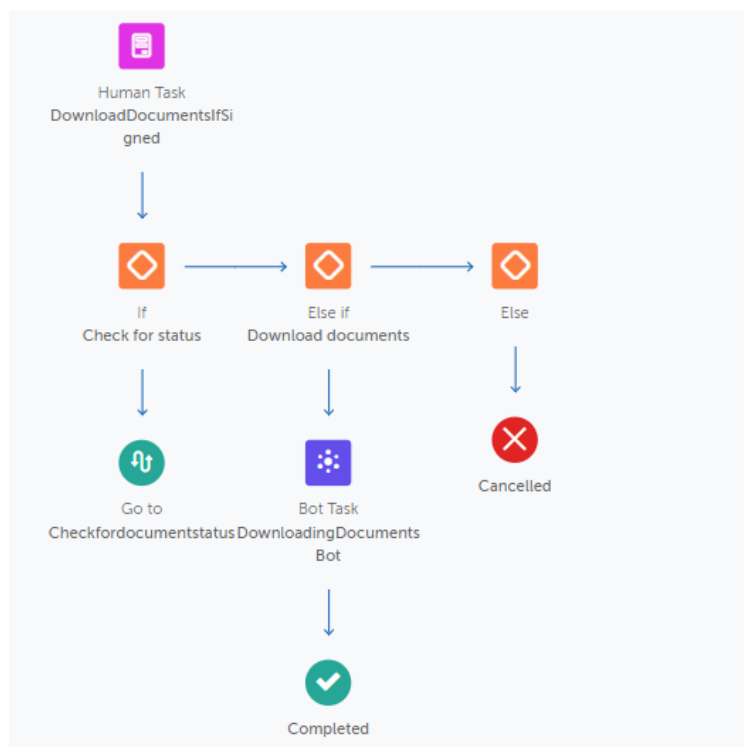 Human Task
DownloadDocumentsIfSi
gned
If
Check for status
Else if
Download documents
Else
Go to
Checkfordocumentstatus
Bot Task
DownloadingDocuments
Bot
Cancelled
Completed